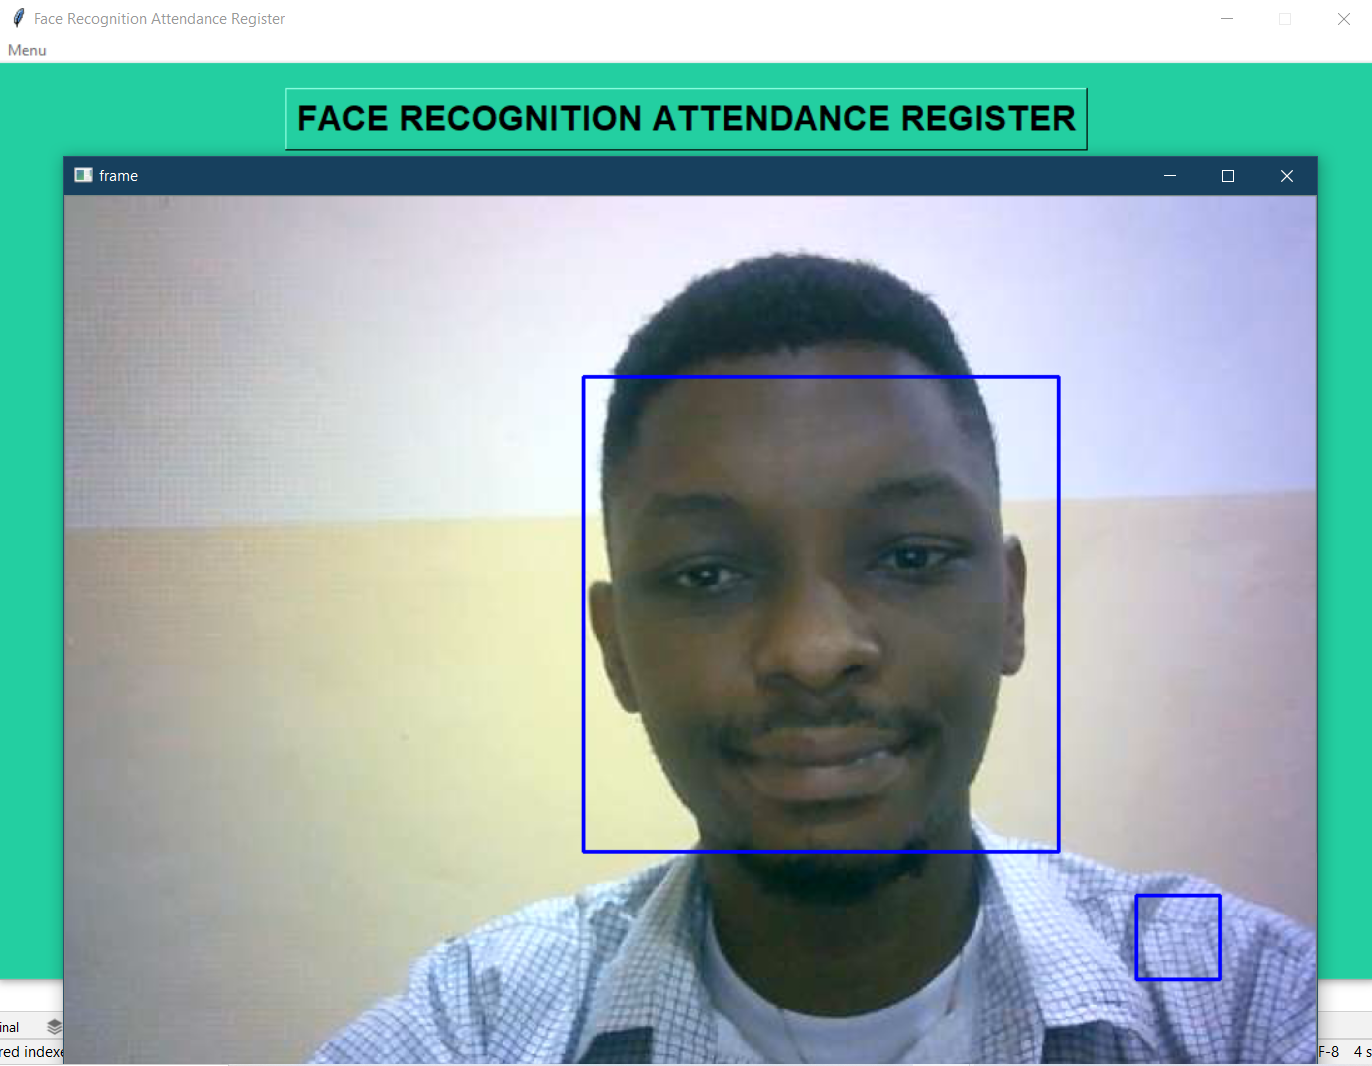 Face Recognition Attendance Register
Menu
FACE RECOGNITION ATTENDANCE REGISTER
frame
inal
red indexe
F-8 4 s